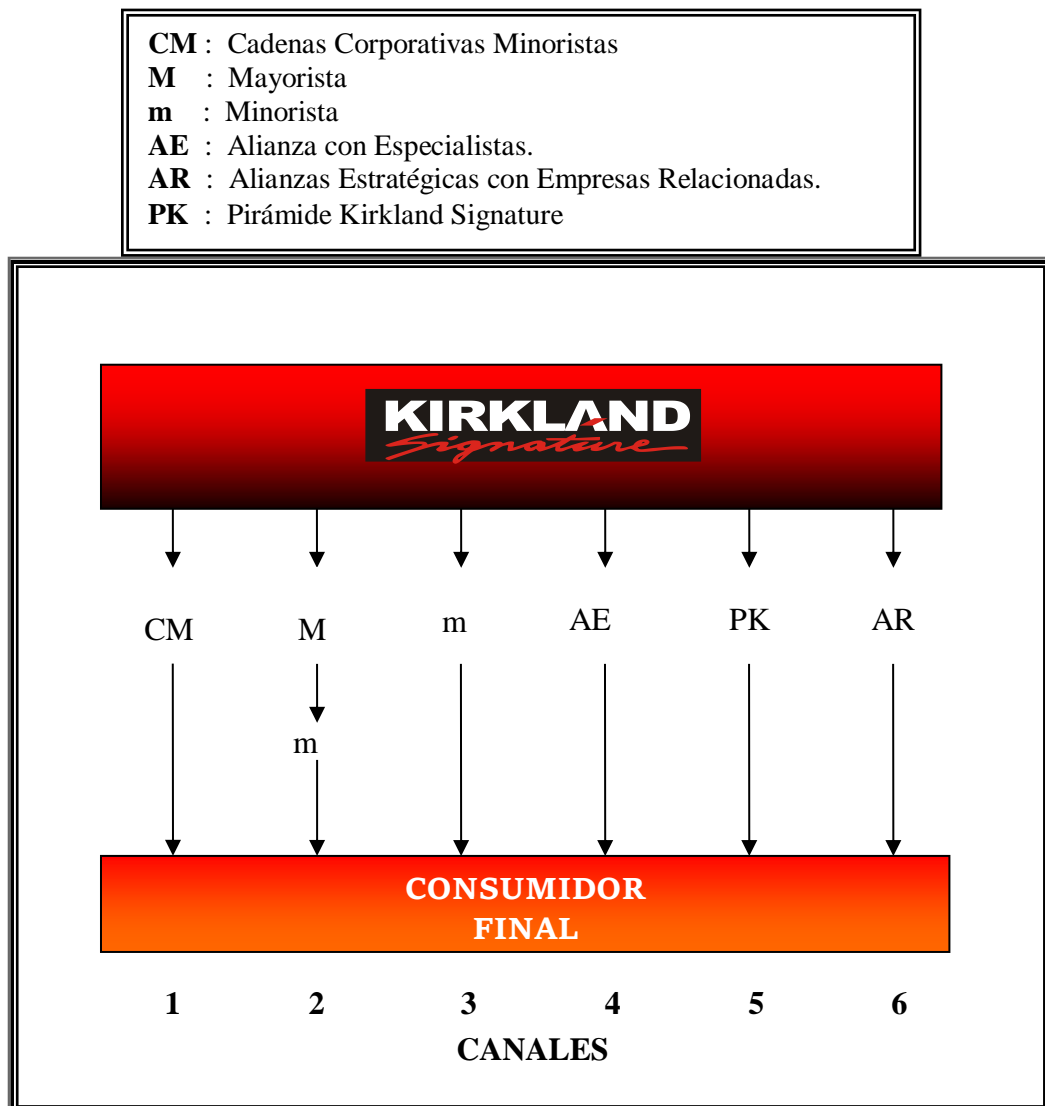 CM : Cadenas Corporativas Minoristas
M : Mayorista
m : Minorista
AE : Alianza con Especialistas.
AR : Alianzas Estratégicas con Empresas Relacionadas.
PK : Pirámide Kirkland Signature
KIRKLAND
Signature
CM M m AE PK AR
m
CONSUMIDOR
FINAL
1 2 3 4 5 6
CANALES